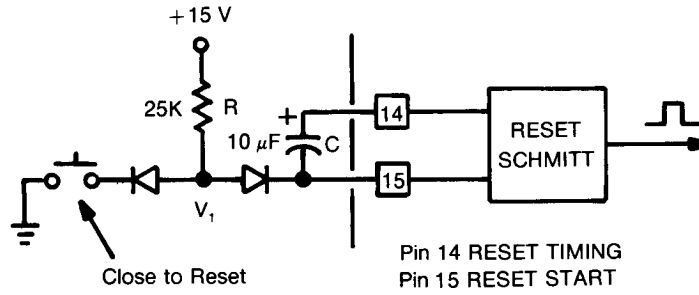 +15 V
25K
R
+
10 μF
C
14
15
RESET
SCHMITT
V₁
Close to Reset
Pin 14 RESET TIMING
Pin 15 RESET START